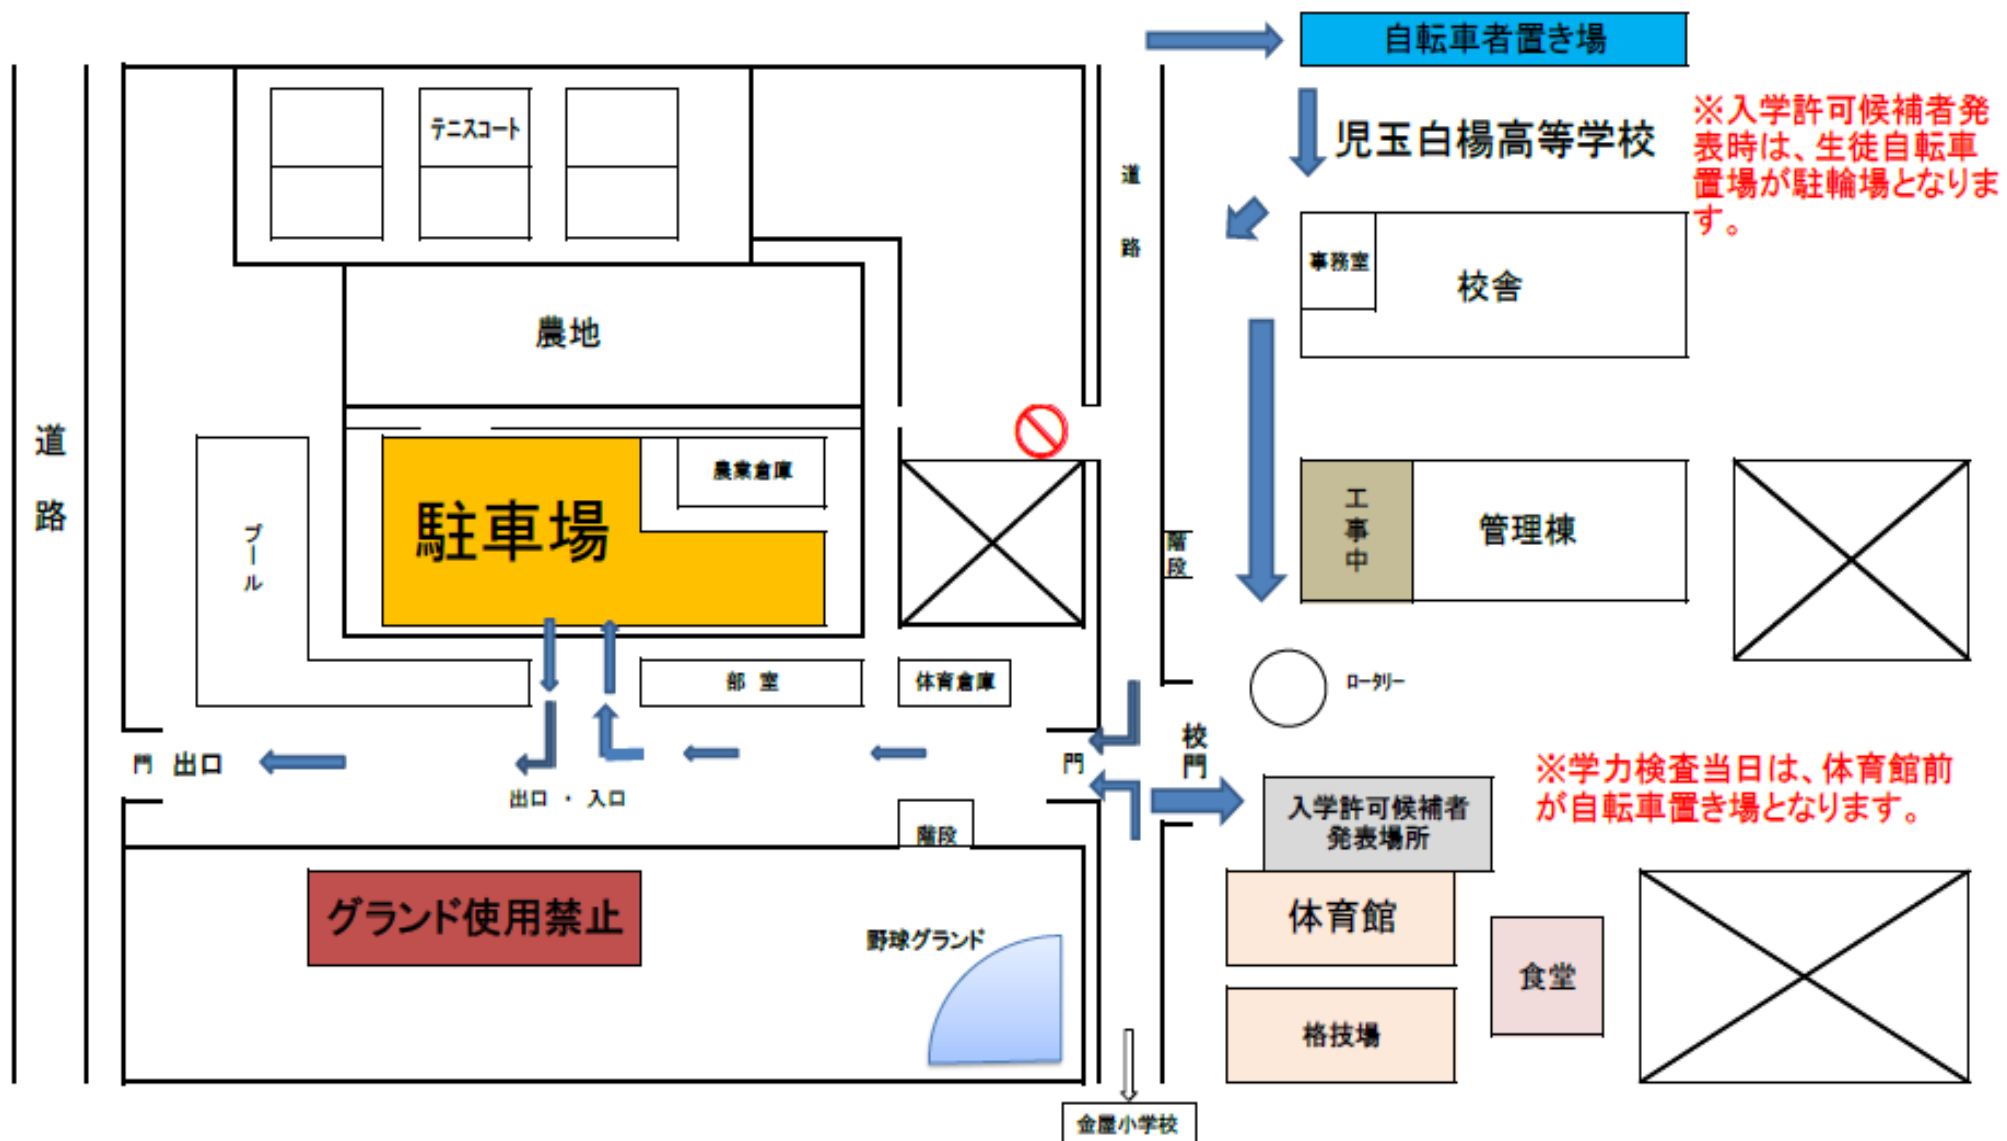 自転車者置き場
児玉白楊高等学校
※入学許可候補者発
表時は、生徒自転車
置場が駐輪場となりま
す。
テニスコート
道路
事務室
校舎
農地
道路
プール
駐車場
農業倉庫
階段
工事中
管理棟
部 室
体育倉庫
ロータリー
門 出口
出口 ・ 入口
門
校門
※学力検査当日は、体育館前
が自転車置き場となります。
入学許可候補者
発表場所
階段
グランド使用禁止
野球グランド
体育館
食堂
格技場
金屋小学校